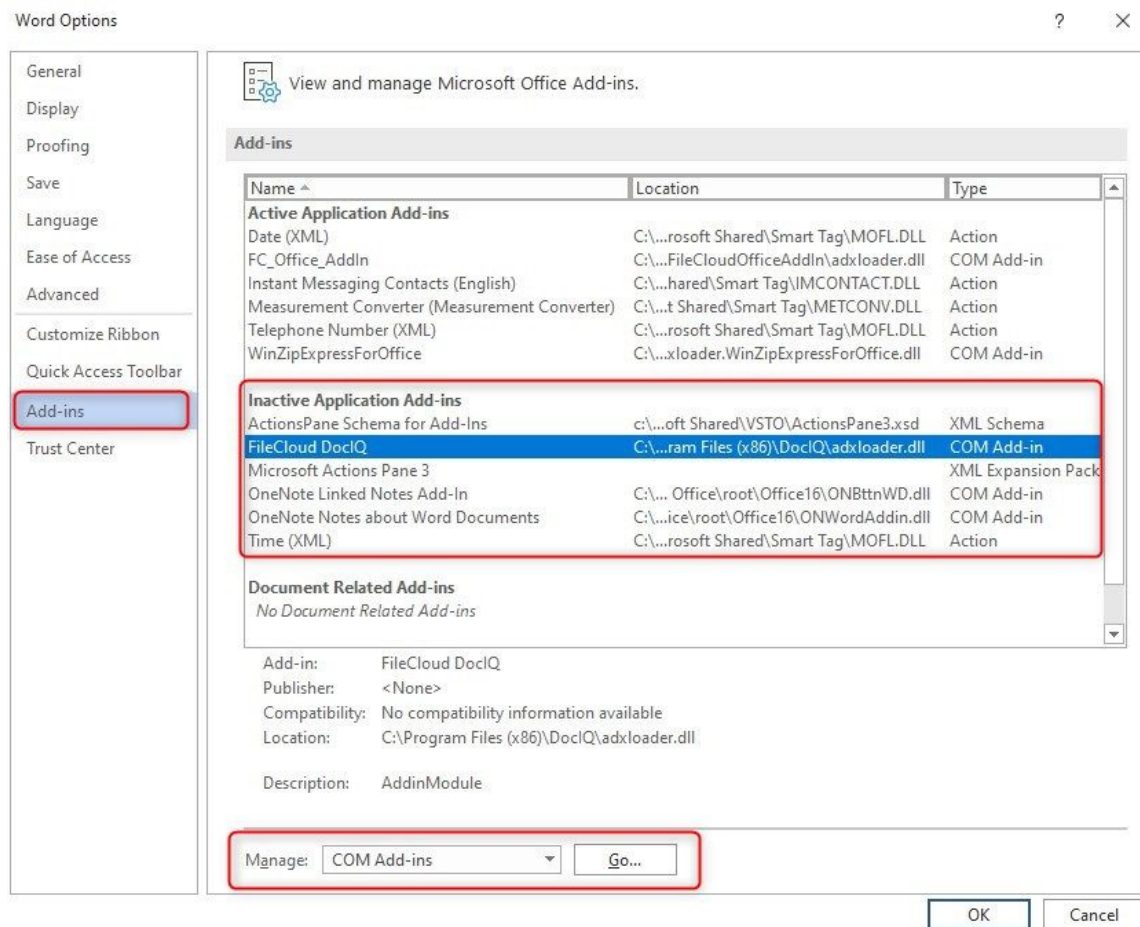 Word Options
?
General
Display
Proofing
Save
Language
Ease of Access
Advanced
Customize Ribbon
Quick Access Toolbar
Add-ins
Trust Center
View and manage Microsoft Office Add-ins.
Add-ins
Name Location Type
Active Application Add-ins
Date (XML) C:\...rosoft Shared\Smart Tag\MOFL.DLL Action
FC_Office_AddIn C:\...FileCloudOfficeAddIn\adxloader.dll COM Add-in
Instant Messaging Contacts (English) C:\...hared\Smart Tag\IMCONTACT.DLL Action
Measurement Converter (Measurement Converter) C:\...t Shared\Smart Tag\METCONV.DLL Action
Telephone Number (XML) C:\...rosoft Shared\Smart Tag\MOFL.DLL Action
WinZipExpressForOffice C:\...xloader.WinZipExpressForOffice.dll COM Add-in
Inactive Application Add-ins
ActionsPane Schema for Add-Ins c:\...oft Shared\VSTO\ActionsPane3.xsd XML Schema
FileCloud DocIQ C:\...ram Files (x86)\DocIQ\adxloader.dll COM Add-in
Microsoft Actions Pane 3 XML Expansion Pack
OneNote Linked Notes Add-In C:\... Office\root\Office16\ONBttnWD.dll COM Add-in
OneNote Notes about Word Documents C:\...ice\root\Office16\ONWordAddin.dll COM Add-in
Time (XML) C:\...rosoft Shared\Smart Tag\MOFL.DLL Action
Document Related Add-ins
No Document Related Add-ins
Add-in: FileCloud DocIQ
Publisher: <None>
Compatibility: No compatibility information available
Location: C:\Program Files (x86)\DocIQ\adxloader.dll
Description: AddinModule
Manage: COM Add-ins Go...
OK Cancel